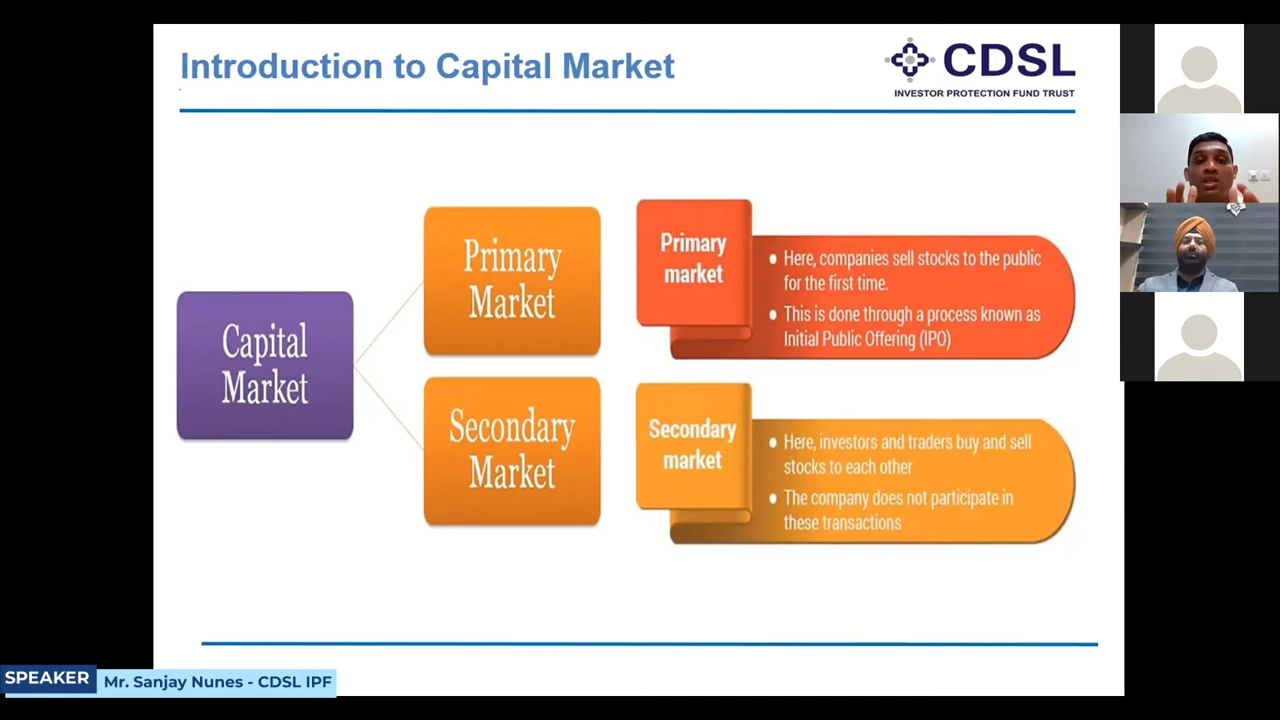 Introduction to Capital Market
CDSL
INVESTOR PROTECTION FUND TRUST
Capital
Market
Primary
Market
Secondary
Market
Primary
market
• Here, companies sell stocks to the public
for the first time.
• This is done through a process known as
Initial Public Offering (IPO)
Secondary
market
• Here, investors and traders buy and sell
stocks to each other
• The company does not participate in
these transactions
SPEAKER
Mr. Sanjay Nunes - CDSL IPF